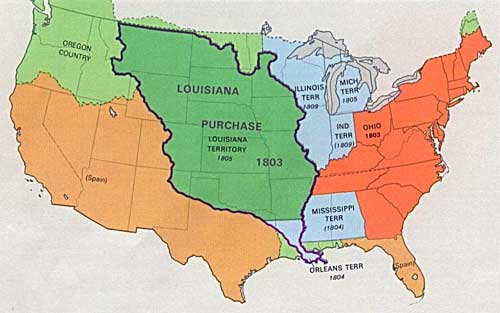 OREGON
COUNTRY
LOUISIANA
PURCHASE
LOUISIANA
TERRITORY
1805
1803
ILLINOIS
TERR
1809
MICH
TERR
1805
IND
TERR
(1809)
OHIO
1803
MISSISSIPPI
TERR
(1804)
ORLEANS TERR
1804
(Spain)
(Spain)